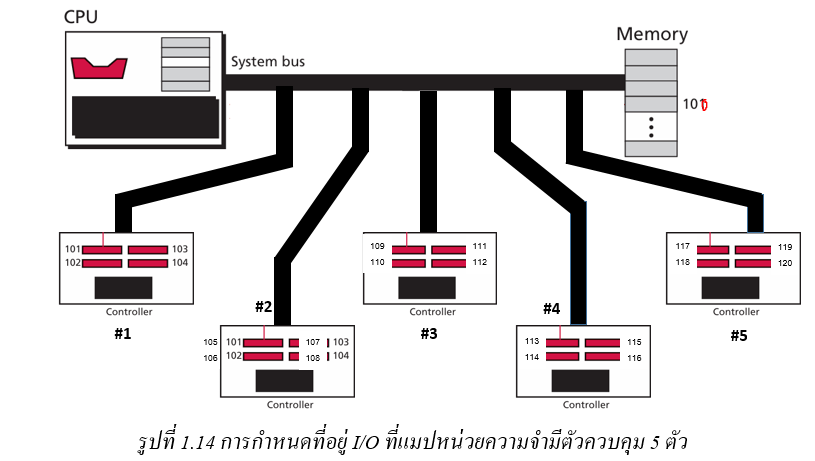 CPU
System bus
Memory
10
101 103
102 104
Controller
#1
#2
105 101 107 103
106 102 108 104
Controller
109 111
110 112
Controller
#3
#4
113 115
114 116
Controller
117 119
118 120
Controller
#5
รูปที่ 1.14 การกำหนดที่อยู่ I/O ที่แมปหน่วยความจำมีตัวควบคุม 5 ตัว